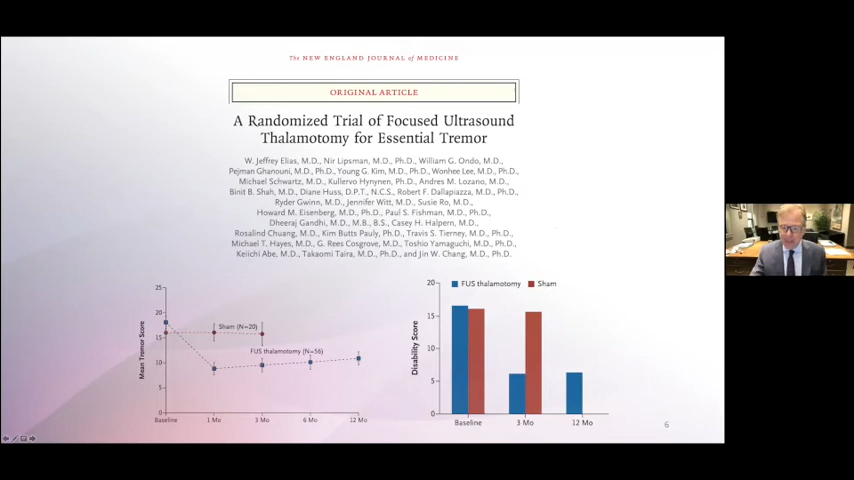 The NEW ENGLAND JOURNAL of MEDICINE
ORIGINAL ARTICLE
A Randomized Trial of Focused Ultrasound
Thalamotomy for Essential Tremor
W. Jeffrey Elias, M.D., Nir Lipsman, M.D., Ph.D., William G. Ondo, M.D.,
Pejman Ghanouni, M.D., Ph.D., Young G. Kim, M.D., Ph.D., Wonhee Lee, M.D., Ph.D.,
Michael Schwartz, M.D., Kullervo Hynynen, Ph.D., Andres M. Lozano, M.D.,
Binit B. Shah, M.D., Diane Huss, D.P.T., N.C.S., Robert F. Dallapiazza, M.D., Ph.D.,
Ryder Gwinn, M.D., Jennifer Witt, M.D., Susie Ro, M.D.,
Howard M. Eisenberg, M.D., Ph.D., Paul S. Fishman, M.D., Ph.D.,
Dheeraj Gandhi, M.D., M.B., B.S., Casey H. Halpern, M.D.,
Rosalind Chuang, M.D., Kim Butts Pauly, Ph.D., Travis S. Tierney, M.D., Ph.D.,
Michael T. Hayes, M.D., G. Rees Cosgrove, M.D., Toshio Yamaguchi, M.D., Ph.D.,
Keiichi Abe, M.D., Takaomi Taira, M.D., Ph.D., and Jin W. Chang, M.D., Ph.D.
Mean Tremor Score
25
20
15
10
5
0
Sham (N=20)
FUS thalamotomy (N=56)
Baseline
1 Mo
3 Mo
6 Mo
12 Mo
FUS thalamotomy
Sham
Disability Score
20
15
10
5
0
Baseline
3 Mo
12 Mo
6